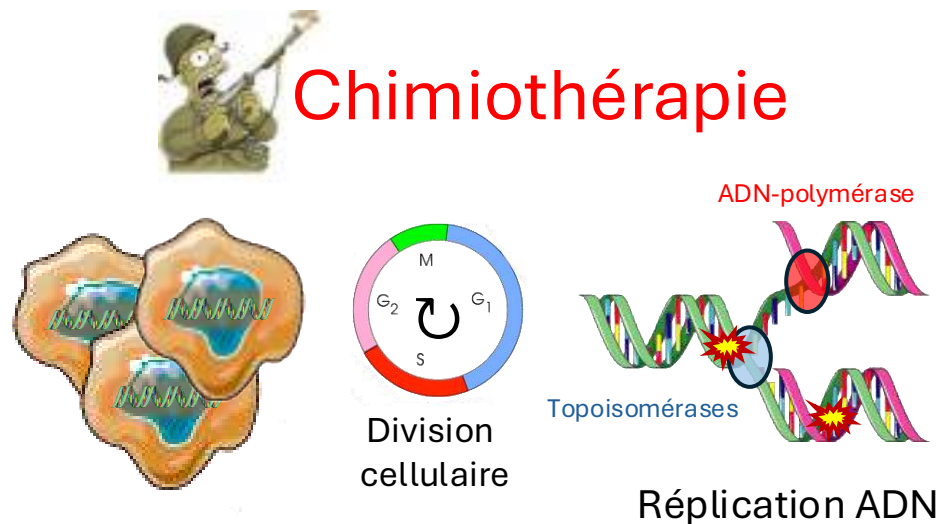 Chimiothérapie
ADN-polymérase
M
G2
G1
S
Topoisomérases
Division
cellulaire
Réplication ADN